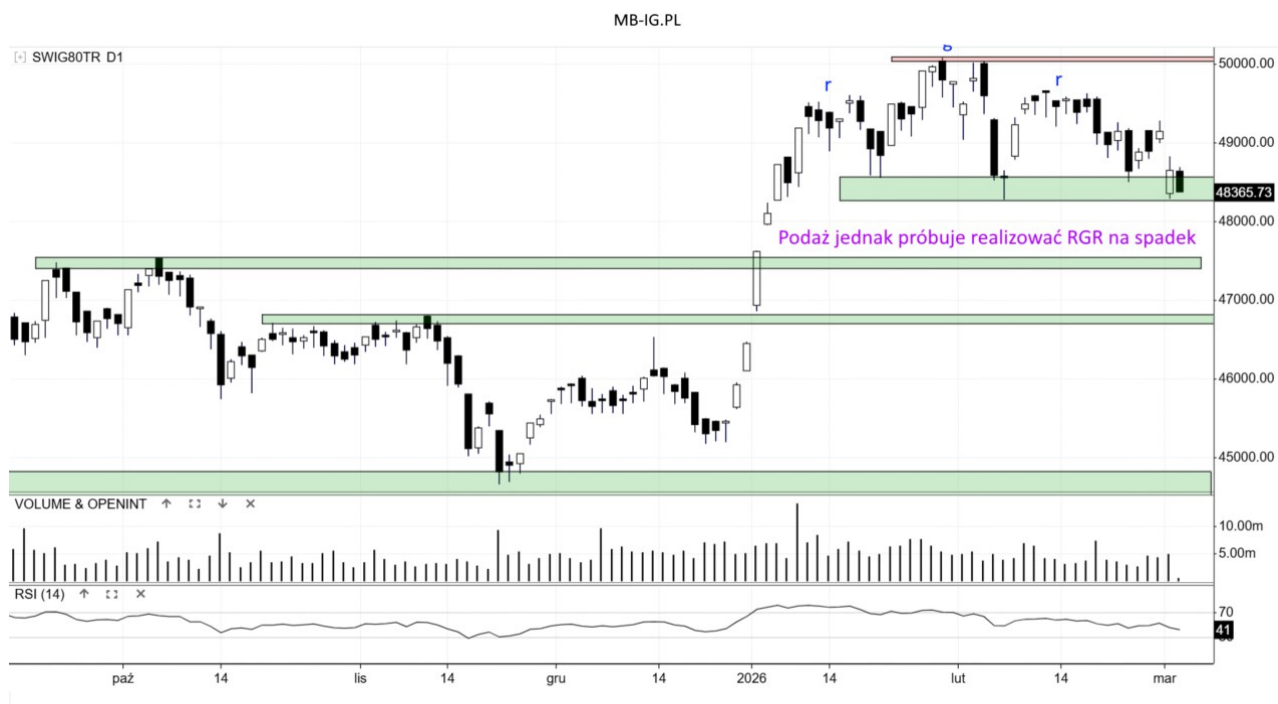 MB-IG.PL
[+] SWIG80TR D1
g
50000.00
r
r
49000.00
48365.73
48000.00
Podaż jednak próbuje realizować RGR na spadek
47000.00
46000.00
45000.00
VOLUME & OPENINT
10.00m
5.00m
RSI (14)
70
41
paź 14 lis 14 gru 14 2026 14 lut 14 mar